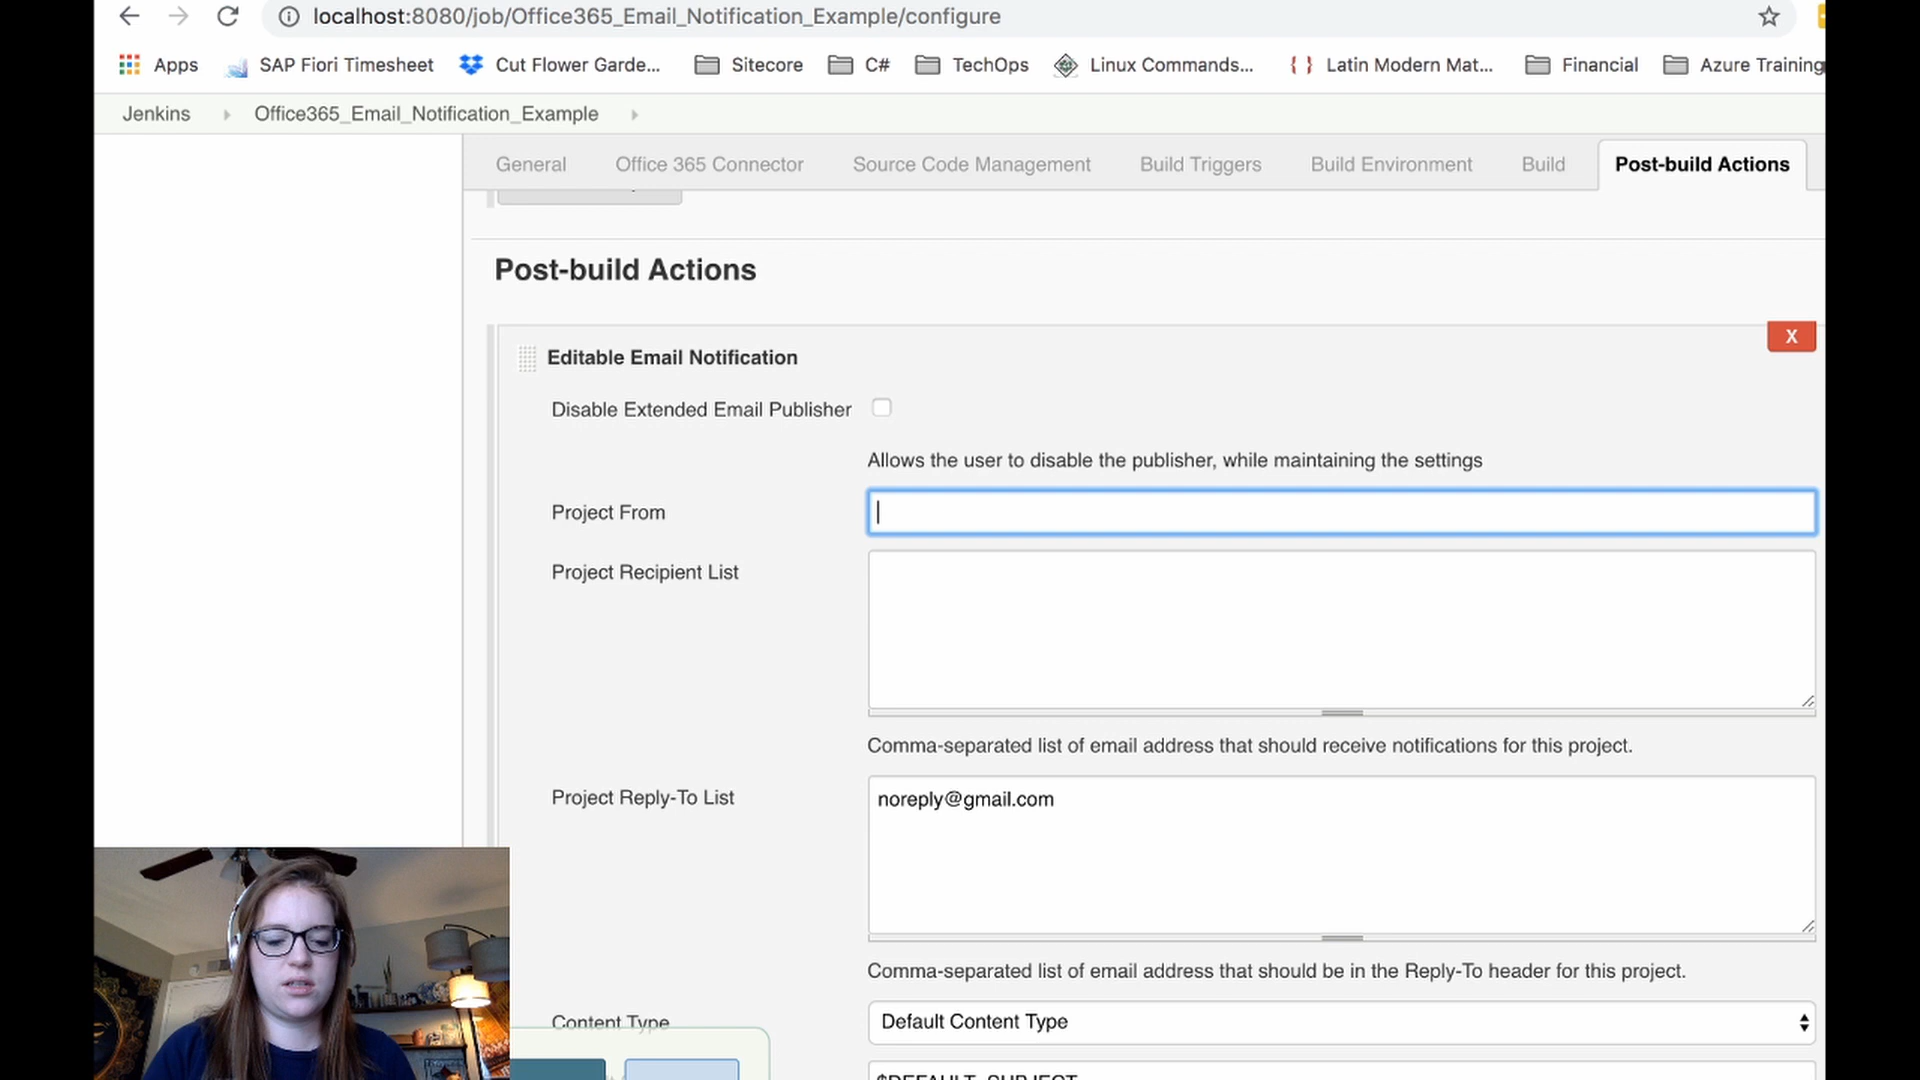 localhost:8080/job/Office365_Email_Notification_Example/configure
Apps SAP Fiori Timesheet Cut Flower Garde... Sitecore C# TechOps Linux Commands... Latin Modern Mat... Financial Azure Training
Jenkins Office365_Email_Notification_Example
General Office 365 Connector Source Code Management Build Triggers Build Environment Build Post-build Actions
Post-build Actions
X
Editable Email Notification
Disable Extended Email Publisher
Allows the user to disable the publisher, while maintaining the settings
Project From
Project Recipient List
Comma-separated list of email address that should receive notifications for this project.
Project Reply-To List
noreply@gmail.com
Comma-separated list of email address that should be in the Reply-To header for this project.
Content Type
Default Content Type
$DEFAULT_SUBJECT